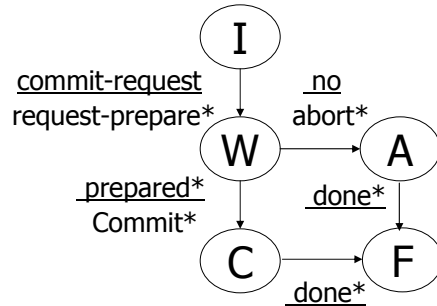 I
commit-request
request-prepare*
no
abort*
W
A
prepared*
Commit*
done*
C
F
done*